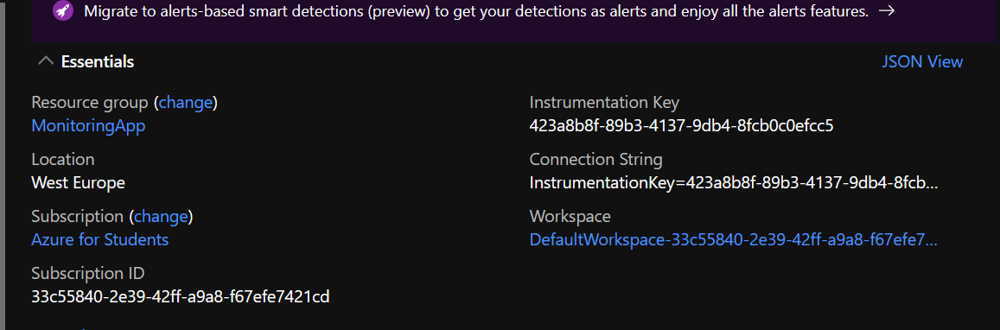 Migrate to alerts-based smart detections (preview) to get your detections as alerts and enjoy all the alerts features. →
Essentials
JSON View
Resource group (change)
MonitoringApp
Location
West Europe
Subscription (change)
Azure for Students
Subscription ID
33c55840-2e39-42ff-a9a8-f67efe7421cd
Instrumentation Key
423a8b8f-89b3-4137-9db4-8fcb0c0efcc5
Connection String
InstrumentationKey=423a8b8f-89b3-4137-9db4-8fcb...
Workspace
DefaultWorkspace-33c55840-2e39-42ff-a9a8-f67efe7...